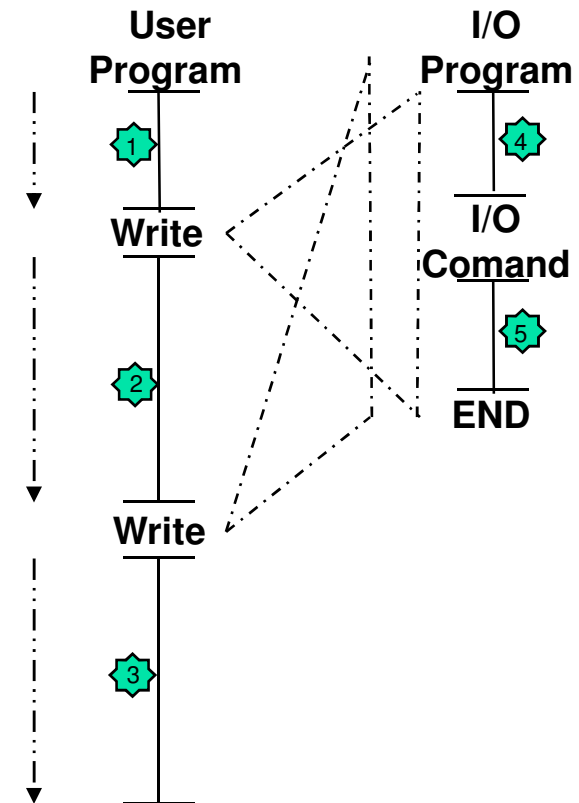 User
Program
1
Write
2
Write
3
I/O
Program
4
I/O
Comand
5
END